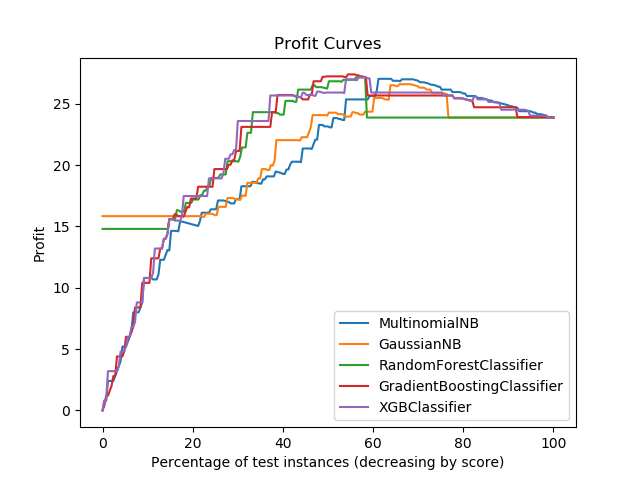 Profit Curves
Profit
25
20
15
10
5
0
0 20 40 60 80 100
Percentage of test instances (decreasing by score)
MultinomialNB
GaussianNB
RandomForestClassifier
GradientBoostingClassifier
XGBClassifier